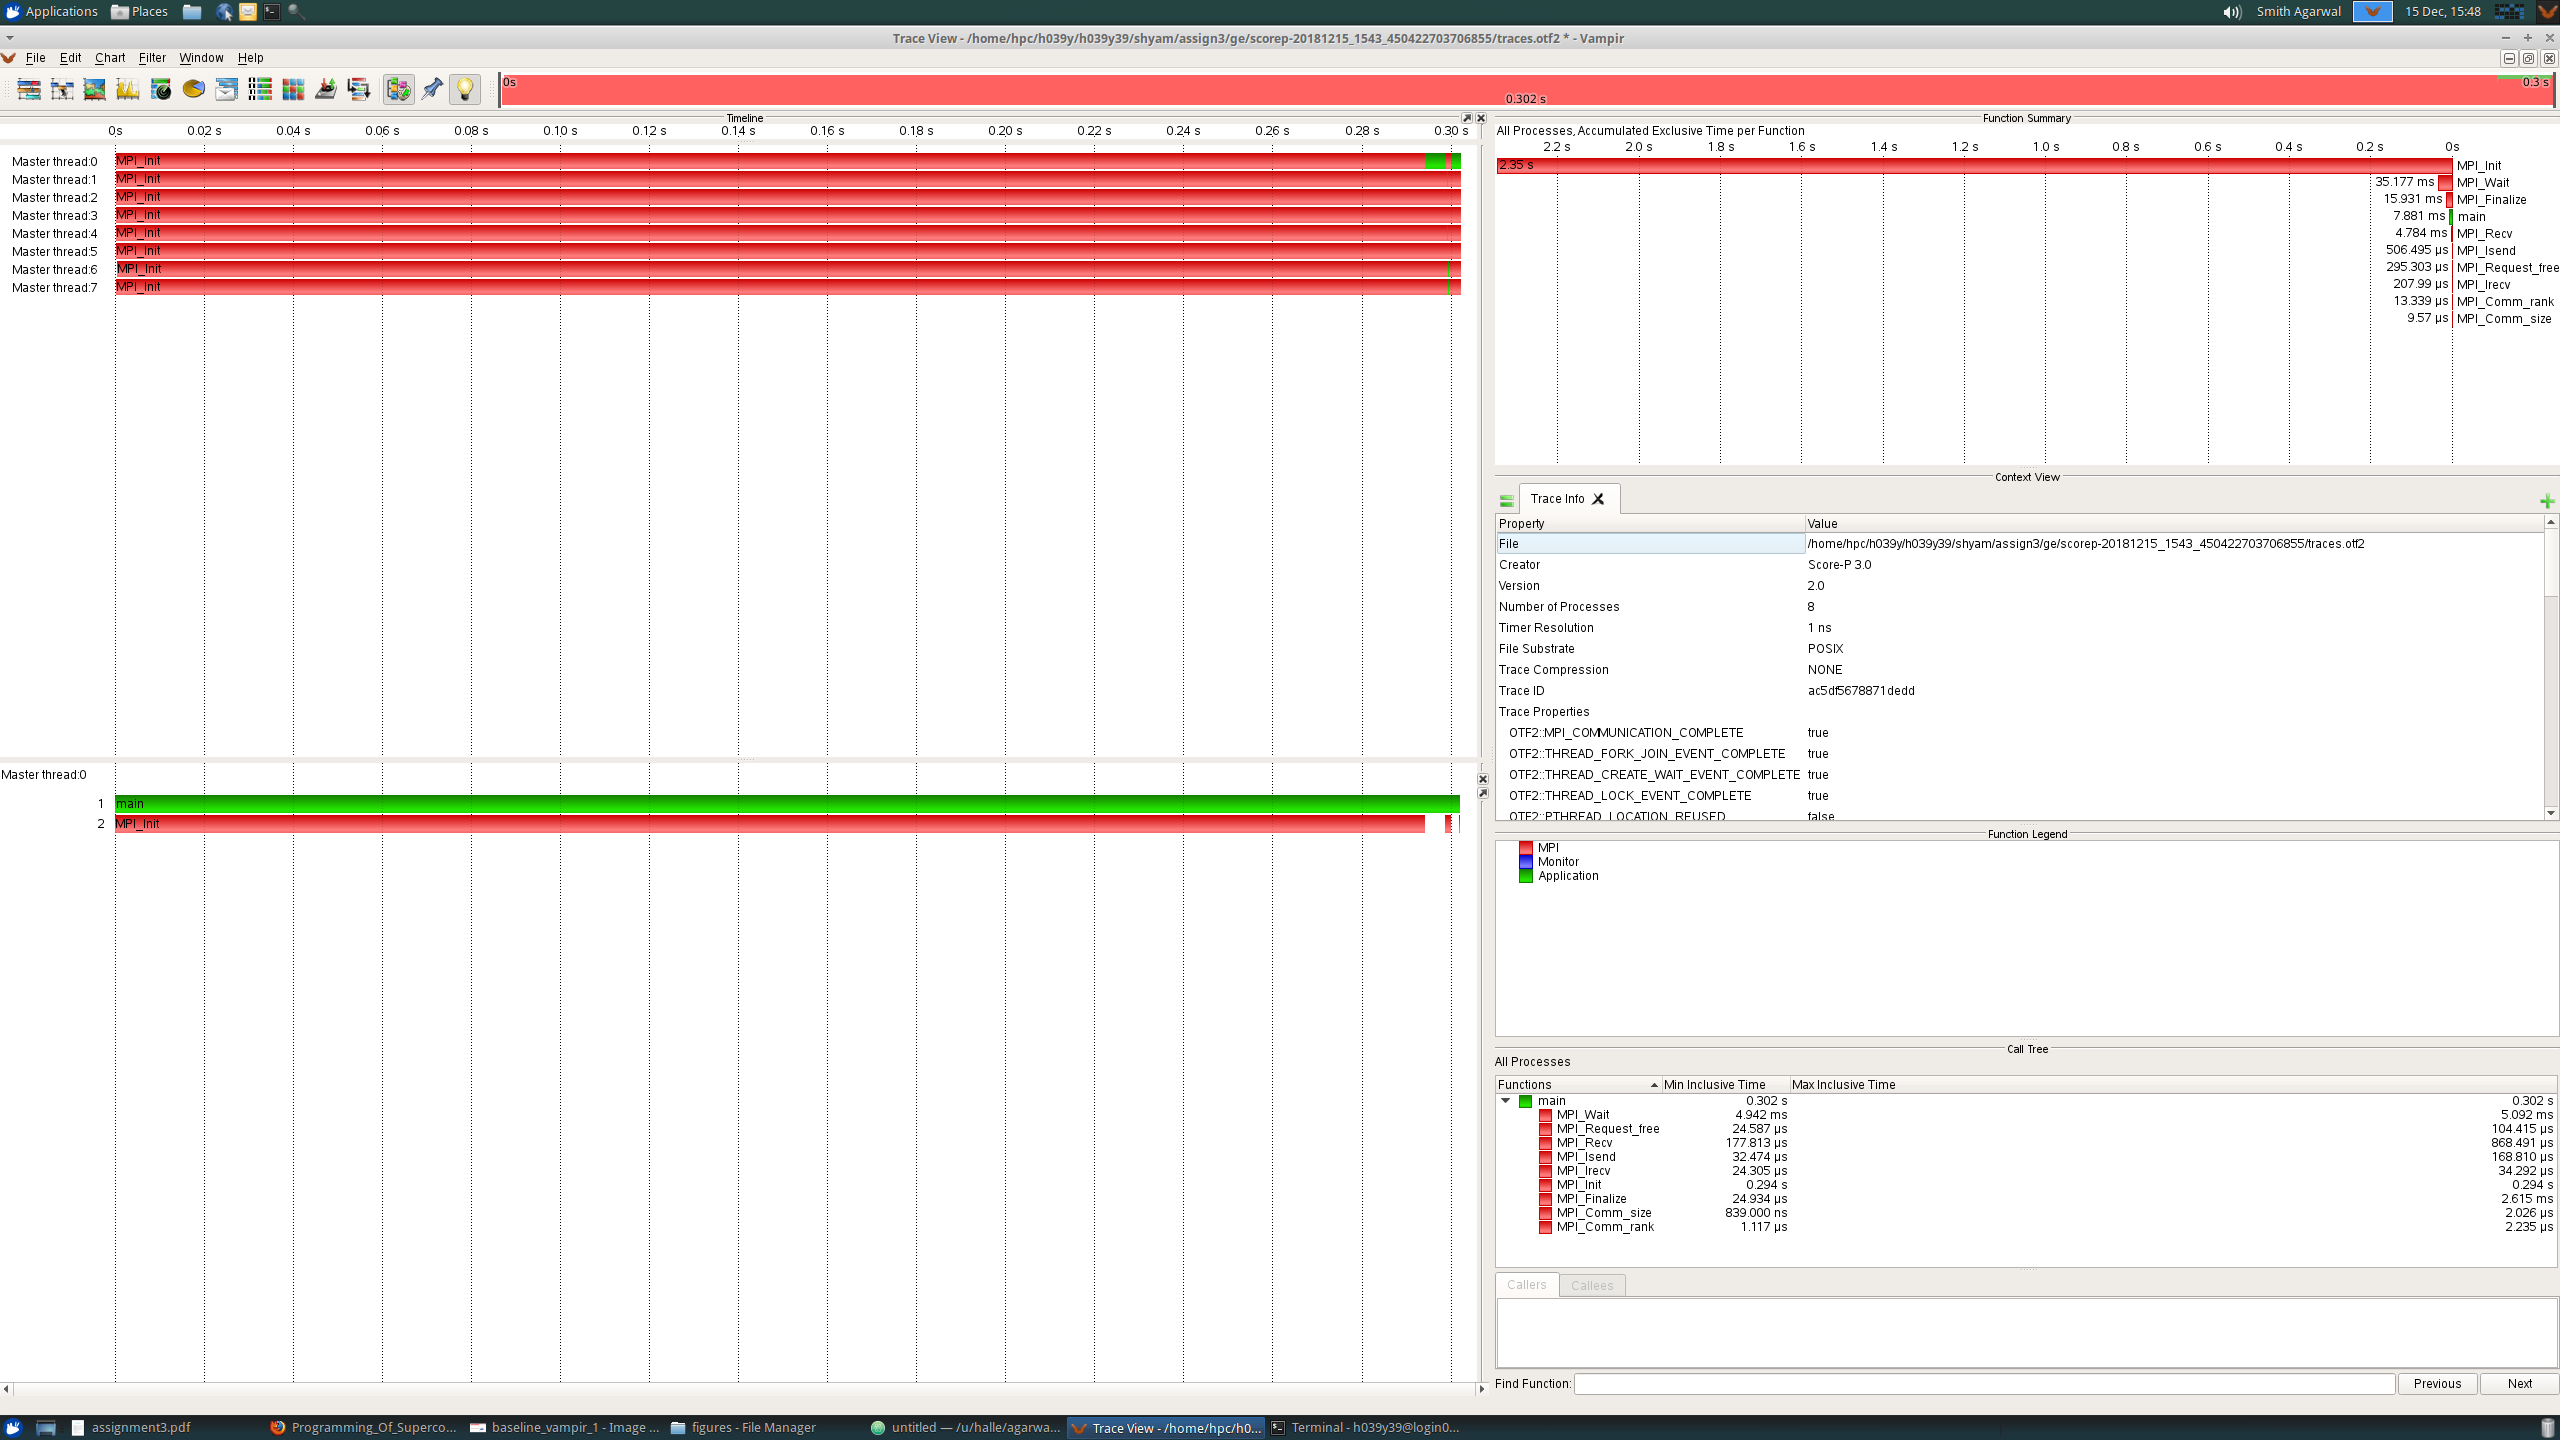 Applications Places Smith Agarwal 15 Dec, 15:48
Trace View - /home/hpc/h039y/h039y39/shyam/assign3/ge/scorep-20181215_1543_450422703706855/traces.otf2 * - Vampir
File Edit Chart Filter Window Help
0s 0.3 s
0.302 s
Timeline
0s 0.02 s 0.04 s 0.06 s 0.08 s 0.10 s 0.12 s 0.14 s 0.16 s 0.18 s 0.20 s 0.22 s 0.24 s 0.26 s 0.28 s 0.30 s
Master thread:0 MPI_Init
Master thread:1 MPI_Init
Master thread:2 MPI_Init
Master thread:3 MPI_Init
Master thread:4 MPI_Init
Master thread:5 MPI_Init
Master thread:6 MPI_Init
Master thread:7 MPI_Init
Master thread:0
1 main
2 MPI_Init
Function Summary
All Processes, Accumulated Exclusive Time per Function
2.2 s 2.0 s 1.8 s 1.6 s 1.4 s 1.2 s 1.0 s 0.8 s 0.6 s 0.4 s 0.2 s 0s
2.35 s MPI_Init
35.177 ms MPI_Wait
15.931 ms MPI_Finalize
7.881 ms main
4.784 ms MPI_Recv
506.495 µs MPI_Isend
295.303 µs MPI_Request_free
207.99 µs MPI_Irecv
13.339 µs MPI_Comm_rank
9.57 µs MPI_Comm_size
Context View
Trace Info
Property Value
File /home/hpc/h039y/h039y39/shyam/assign3/ge/scorep-20181215_1543_450422703706855/traces.otf2
Creator Score-P 3.0
Version 2.0
Number of Processes 8
Timer Resolution 1 ns
File Substrate POSIX
Trace Compression NONE
Trace ID ac5df5678871dedd
Trace Properties
OTF2::MPI_COMMUNICATION_COMPLETE true
OTF2::THREAD_FORK_JOIN_EVENT_COMPLETE true
OTF2::THREAD_CREATE_WAIT_EVENT_COMPLETE true
OTF2::THREAD_LOCK_EVENT_COMPLETE true
OTF2::PTHREAD_LOCATION_REUSED false
Function Legend
MPI
Monitor
Application
Call Tree
All Processes
Functions Min Inclusive Time Max Inclusive Time
main 0.302 s 0.302 s
MPI_Wait 4.942 ms 5.092 ms
MPI_Request_free 24.587 µs 104.415 µs
MPI_Recv 177.813 µs 868.491 µs
MPI_Isend 32.474 µs 168.810 µs
MPI_Irecv 24.305 µs 34.292 µs
MPI_Init 0.294 s 0.294 s
MPI_Finalize 24.934 µs 2.615 ms
MPI_Comm_size 839.000 ns 2.026 µs
MPI_Comm_rank 1.117 µs 2.235 µs
Callers Callees
Find Function: Previous Next
assignment3.pdf Programming_Of_Superco... baseline_vampir_1 - Image ... figures - File Manager untitled — /u/halle/agarwa... Trace View - /home/hpc/h0... Terminal - h039y39@login0...